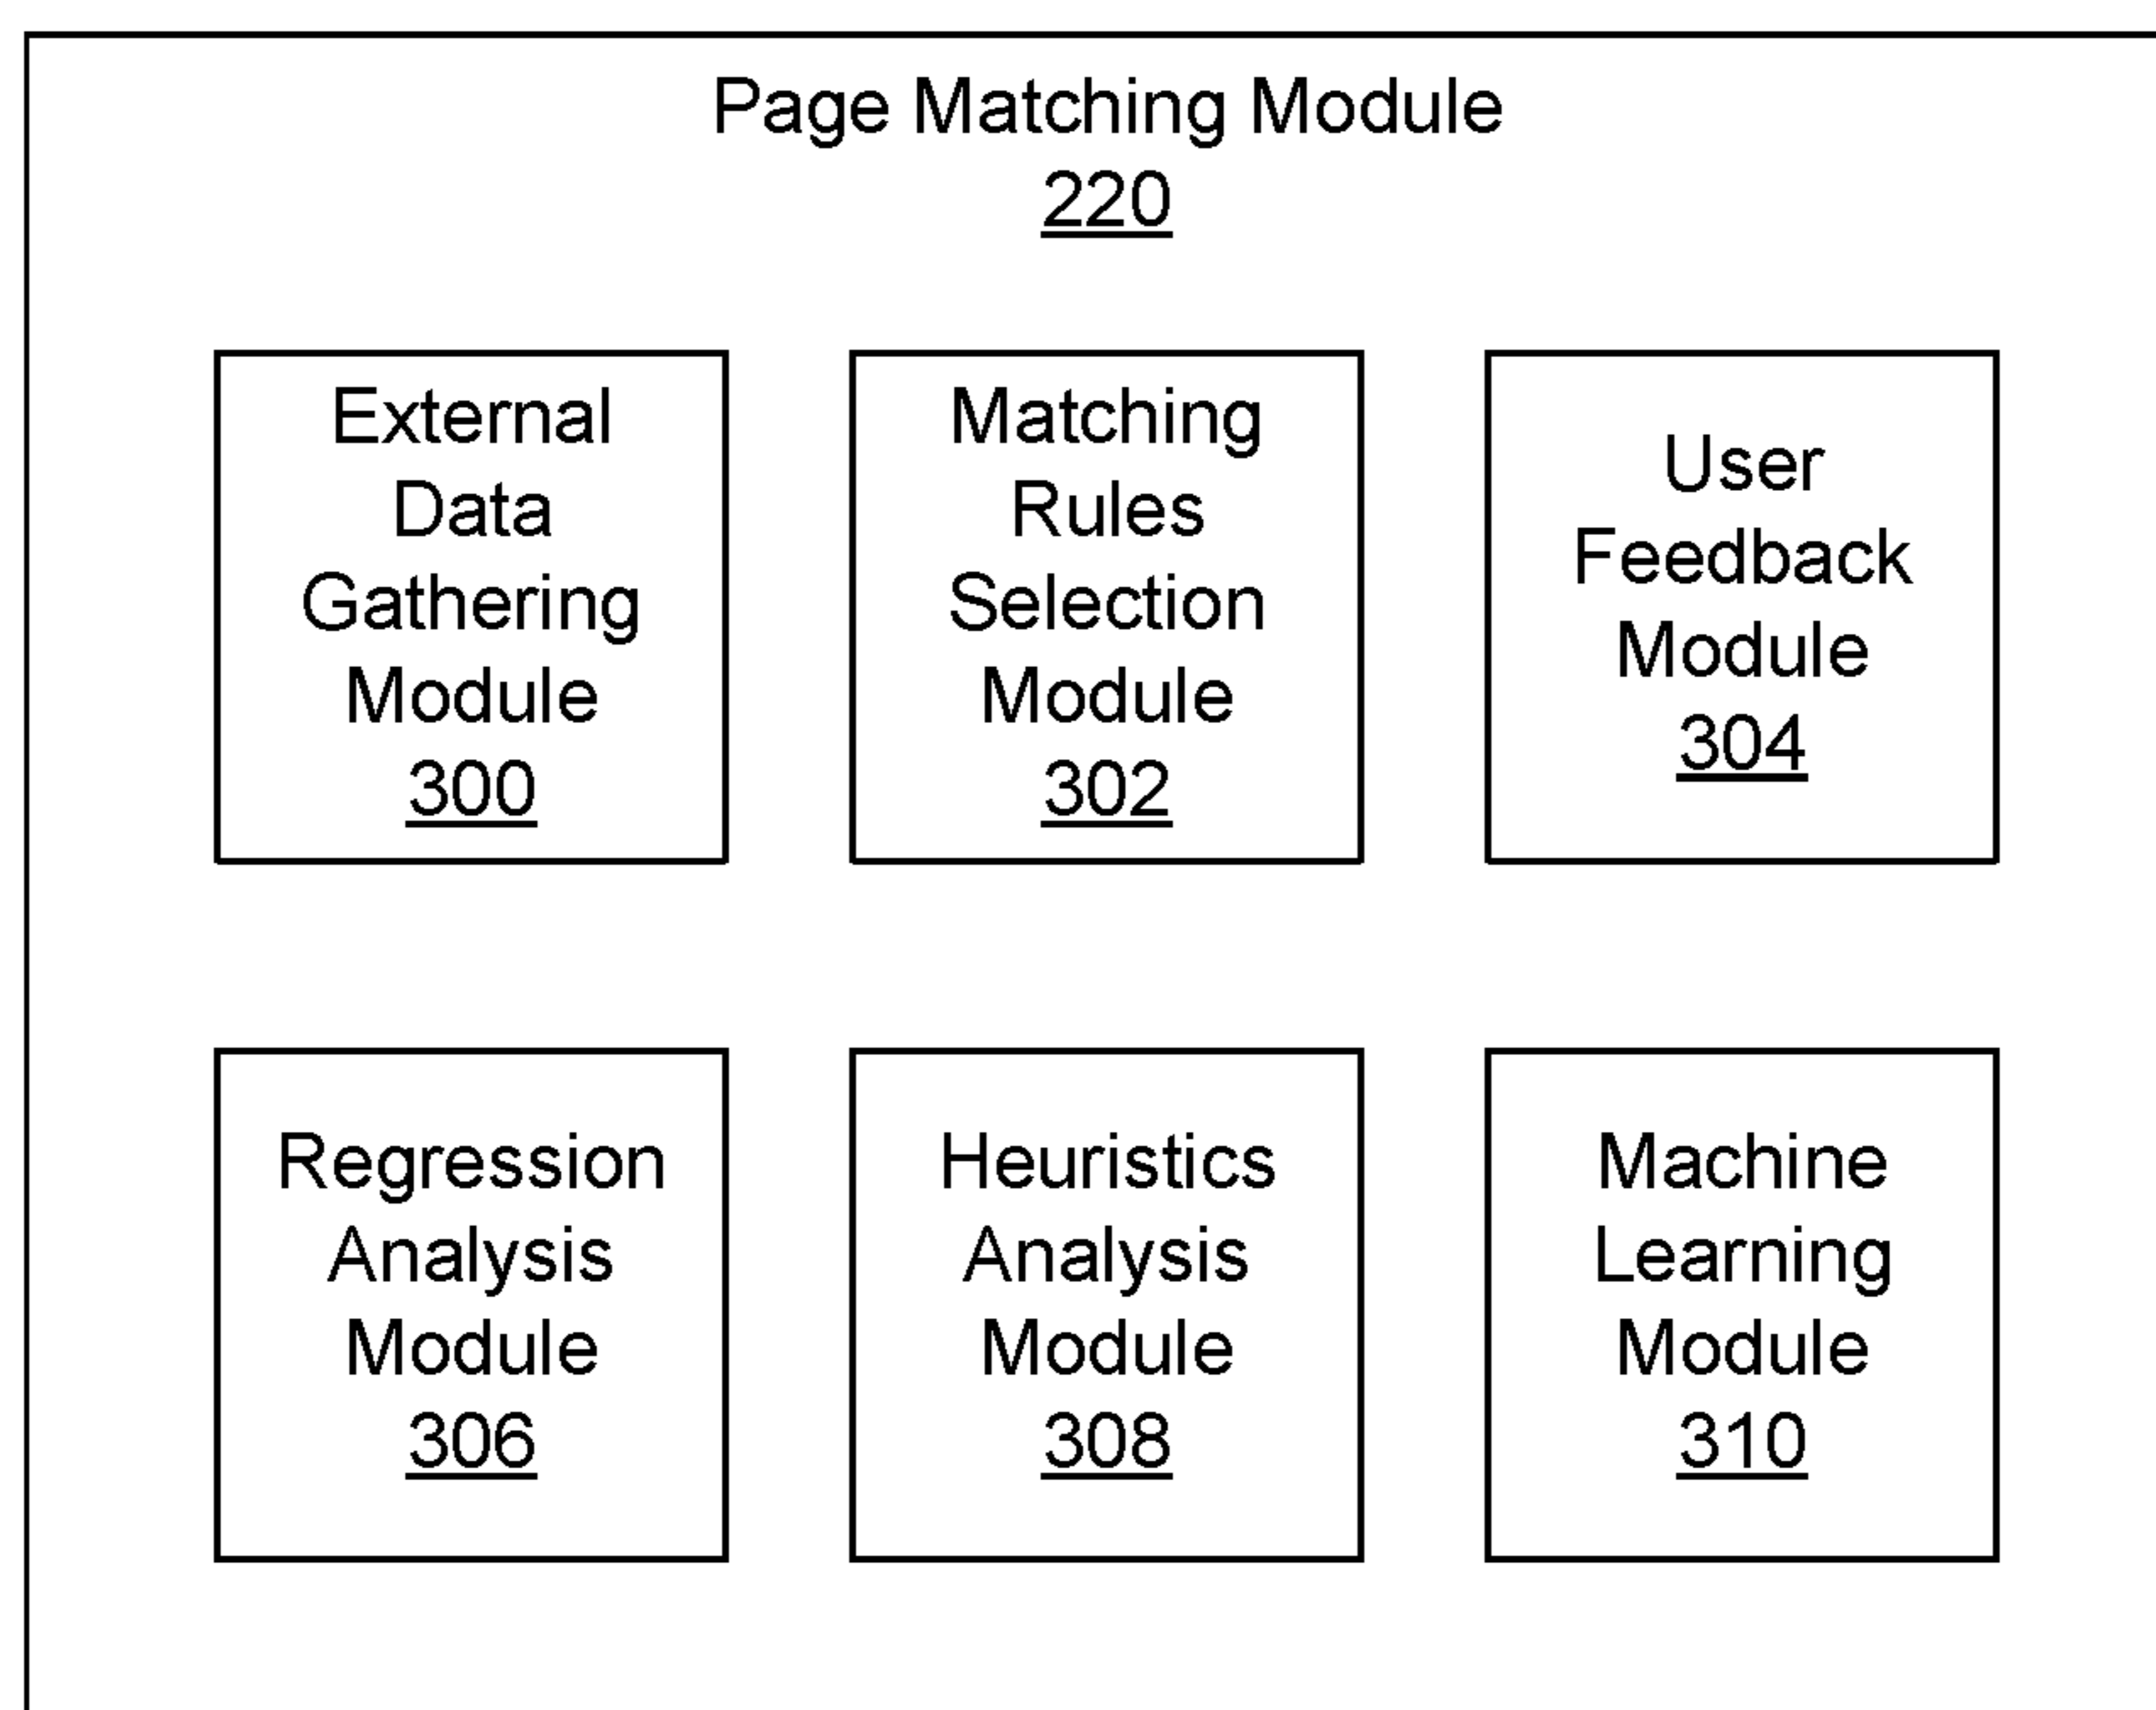 Page Matching Module
220
External
Data
Gathering
Module
300
Matching
Rules
Selection
Module
302
User
Feedback
Module
304
Regression
Analysis
Module
306
Heuristics
Analysis
Module
308
Machine
Learning
Module
310